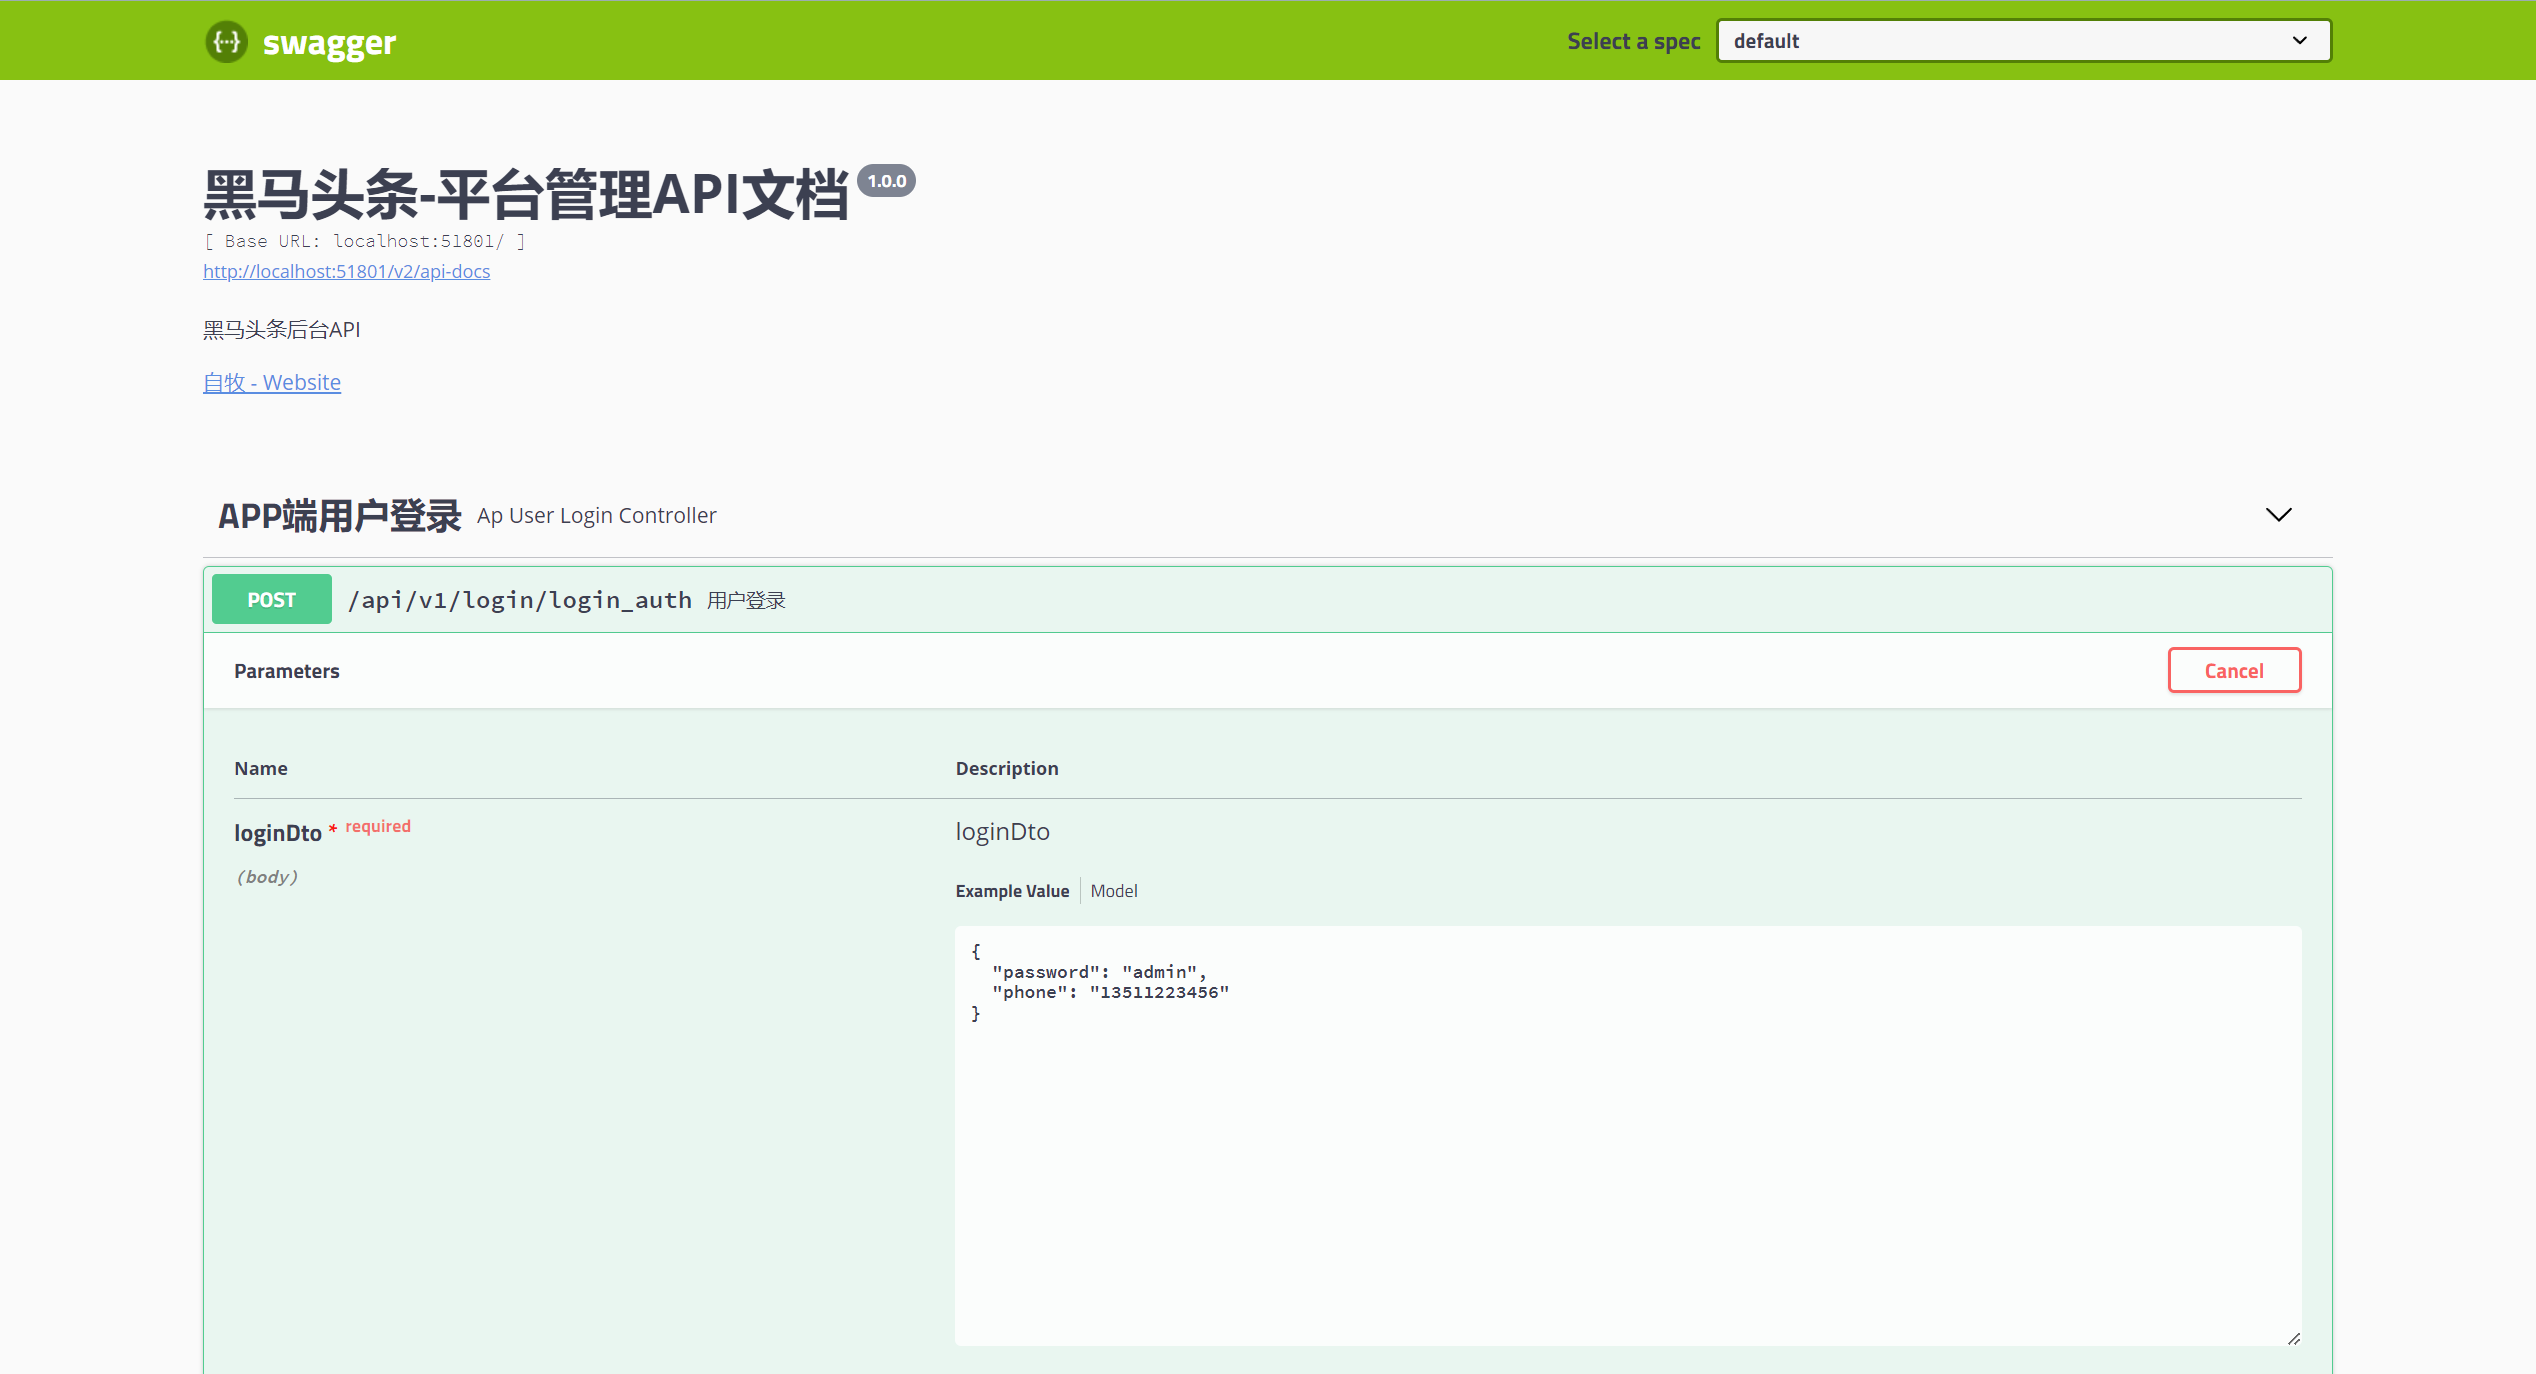 {···} swagger
Select a spec default
黑马头条-平台管理API文档 1.0.0
[ Base URL: localhost:51801/ ]
http://localhost:51801/v2/api-docs
黑马头条后台API
自牧 - Website
APP端用户登录 Ap User Login Controller
POST /api/v1/login/login_auth 用户登录
Parameters Cancel
Name Description
loginDto * required loginDto
(body)
Example Value Model
{
"password": "admin",
"phone": "13511223456"
}